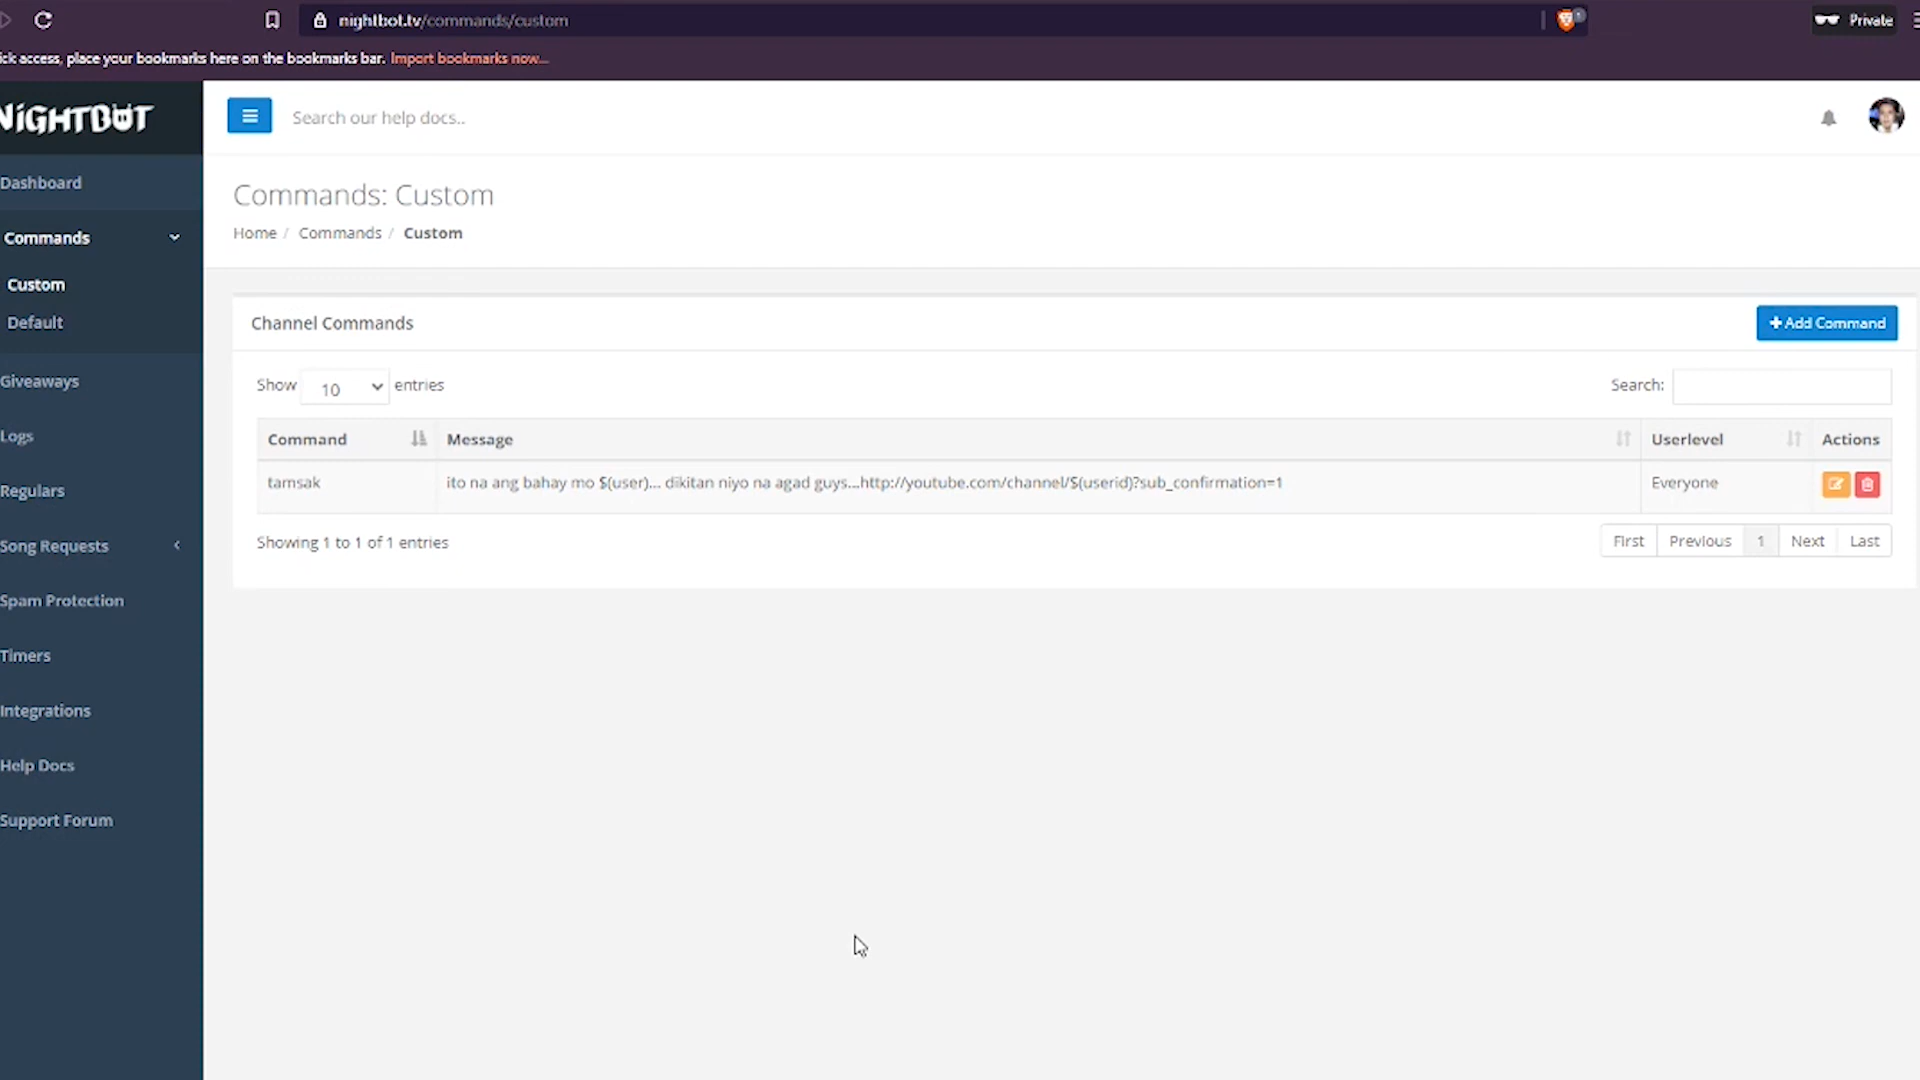 nightbot.tv/commands/custom
Private
ick access, place your bookmarks here on the bookmarks bar. Import bookmarks now...
NIGHTBOT
Search our help docs..
Dashboard
Commands
Custom
Default
Giveaways
Logs
Regulars
Song Requests
Spam Protection
Timers
Integrations
Help Docs
Support Forum
Commands: Custom
Home / Commands / Custom
Channel Commands
Add Command
Show 10 entries
Search:
Command Message Userlevel Actions
tamsak ito na ang bahay mo $(user)... dikitan niyo na agad guys...http://youtube.com/channel/$(userid)?sub_confirmation=1 Everyone
Showing 1 to 1 of 1 entries
First Previous 1 Next Last